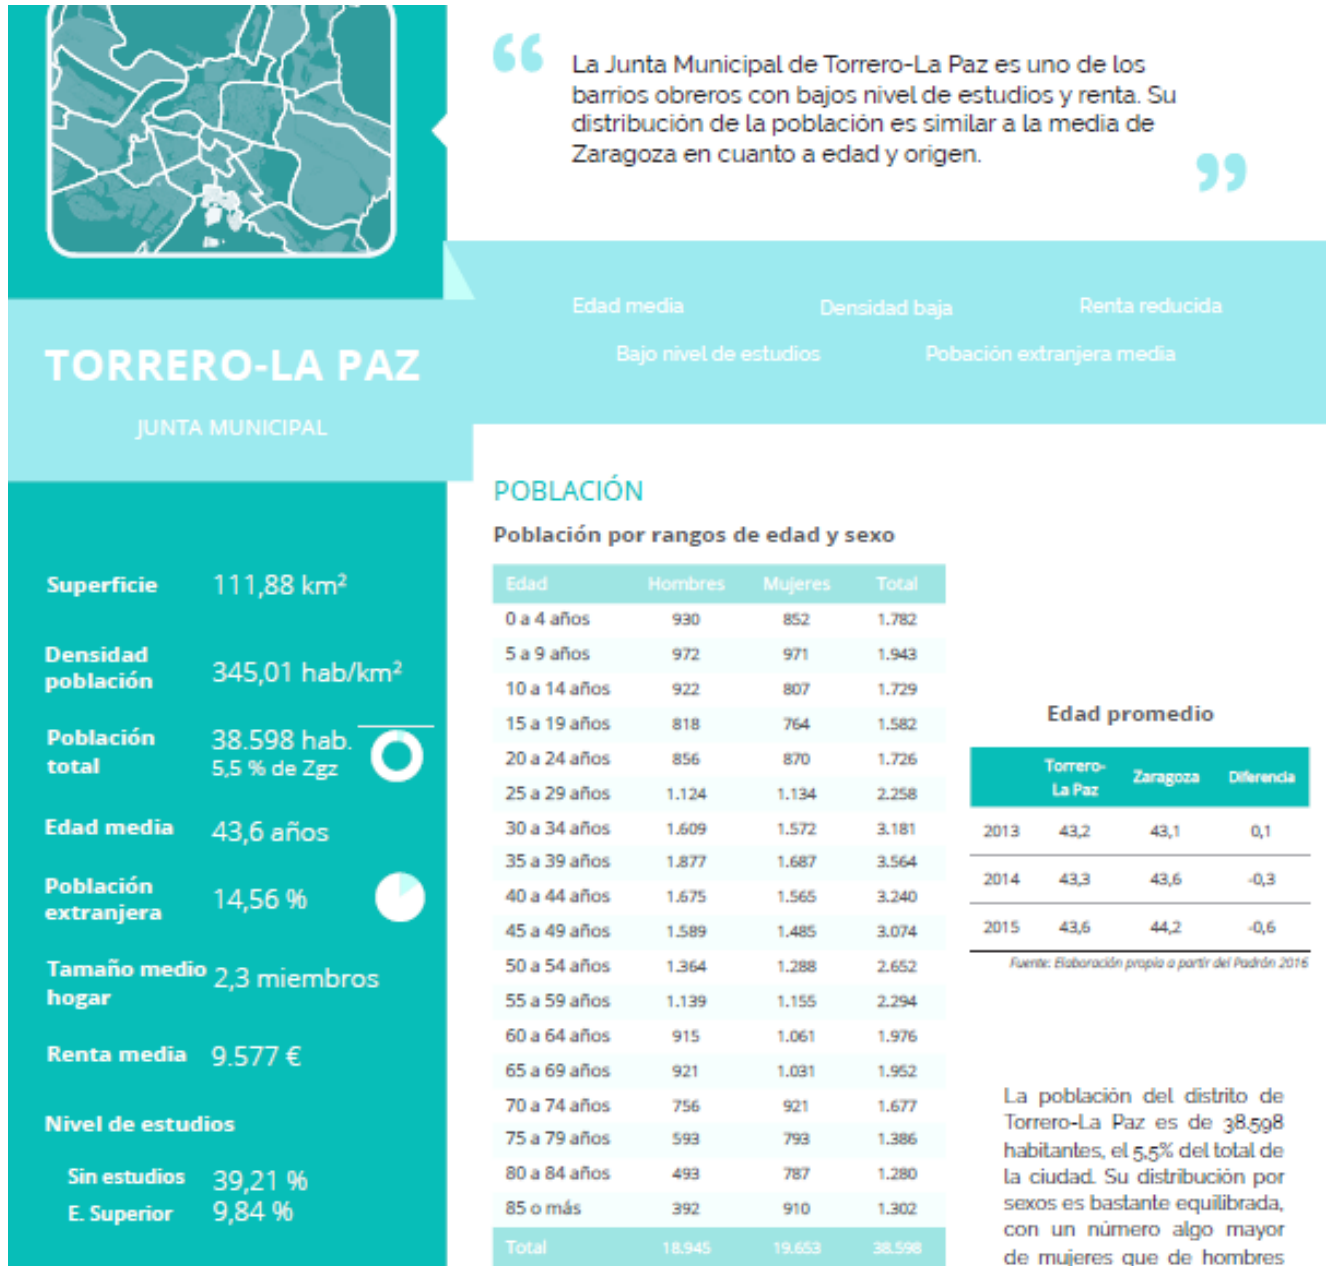 La Junta Municipal de Torrero-La Paz es uno de los
barrios obreros con bajos nivel de estudios y renta. Su
distribución de la población es similar a la media de
Zaragoza en cuanto a edad y origen.
Edad media Densidad baja Renta reducida
Bajo nivel de estudios Pobación extranjera media
TORRERO-LA PAZ
JUNTA MUNICIPAL
Superficie 111,88 km²
Densidad
población 345,01 hab/km²
Población
total 38.598 hab.
5,5 % de Zgz
Edad media 43,6 años
Población
extranjera 14,56 %
Tamaño medio
hogar 2,3 miembros
Renta media 9.577 €
Nivel de estudios
Sin estudios 39,21 %
E. Superior 9,84 %
POBLACIÓN
Población por rangos de edad y sexo
Edad Hombres Mujeres Total
0 a 4 años 930 852 1.782
5 a 9 años 972 971 1.943
10 a 14 años 922 807 1.729
15 a 19 años 818 764 1.582
20 a 24 años 856 870 1.726
25 a 29 años 1.124 1.134 2.258
30 a 34 años 1.609 1.572 3.181
35 a 39 años 1.877 1.687 3.564
40 a 44 años 1.675 1.565 3.240
45 a 49 años 1.589 1.485 3.074
50 a 54 años 1.364 1.288 2.652
55 a 59 años 1.139 1.155 2.294
60 a 64 años 915 1.061 1.976
65 a 69 años 921 1.031 1.952
70 a 74 años 756 921 1.677
75 a 79 años 593 793 1.386
80 a 84 años 493 787 1.280
85 o más 392 910 1.302
Total 18.945 19.653 38.598
Edad promedio
Torrero-
La Paz Zaragoza Diferencia
2013 43,2 43,1 0,1
2014 43,3 43,6 -0,3
2015 43,6 44,2 -0,6
Fuente: Elaboración propia a partir del Padrón 2016
La población del distrito de
Torrero-La Paz es de 38.598
habitantes, el 5,5% del total de
la ciudad. Su distribución por
sexos es bastante equilibrada,
con un número algo mayor
de mujeres que de hombres